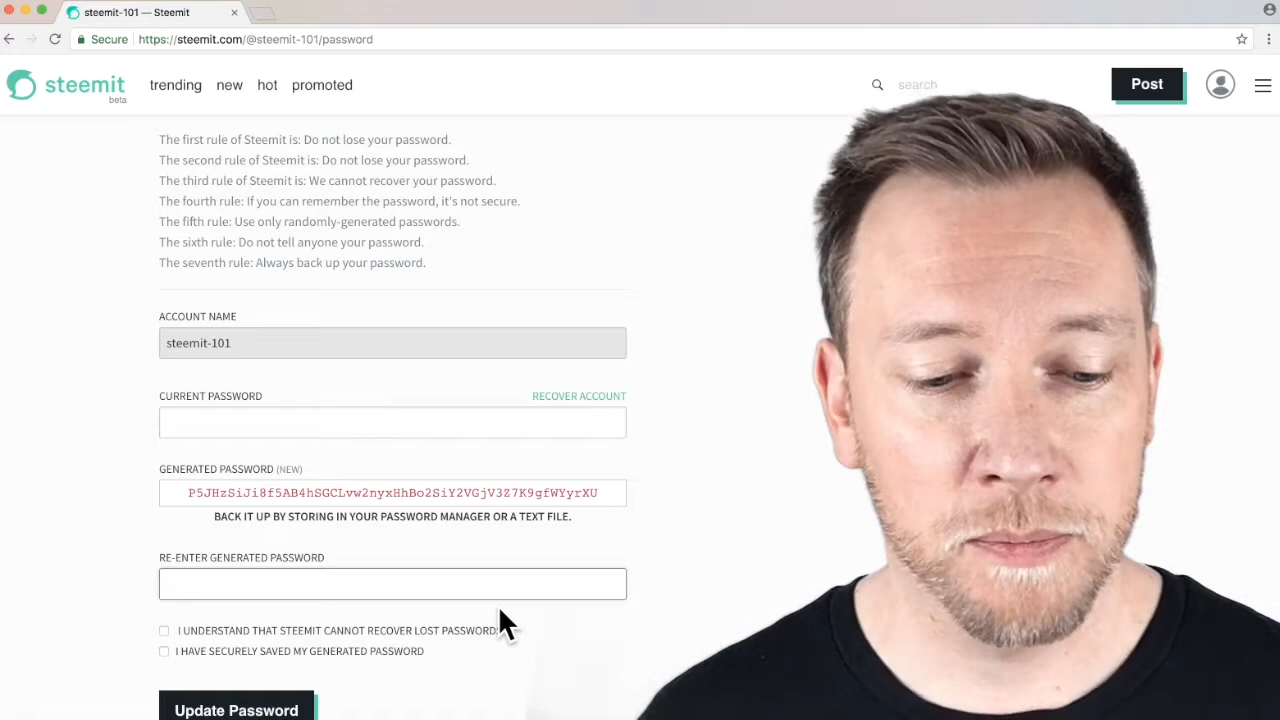 steemit-101 — Steemit
Secure https://steemit.com/@steemit-101/password
steemit
beta
trending new hot promoted
search
Post
The first rule of Steemit is: Do not lose your password.
The second rule of Steemit is: Do not lose your password.
The third rule of Steemit is: We cannot recover your password.
The fourth rule: If you can remember the password, it's not secure.
The fifth rule: Use only randomly-generated passwords.
The sixth rule: Do not tell anyone your password.
The seventh rule: Always back up your password.
ACCOUNT NAME
steemit-101
CURRENT PASSWORD
RECOVER ACCOUNT
GENERATED PASSWORD (NEW)
P5JHzSiJi8f5AB4hSGCLvw2nyxHhBo2SiY2VGjV3Z7K9gfWYyrXU
BACK IT UP BY STORING IN YOUR PASSWORD MANAGER OR A TEXT FILE.
RE-ENTER GENERATED PASSWORD
I UNDERSTAND THAT STEEMIT CANNOT RECOVER LOST PASSWORDS
I HAVE SECURELY SAVED MY GENERATED PASSWORD
Update Password